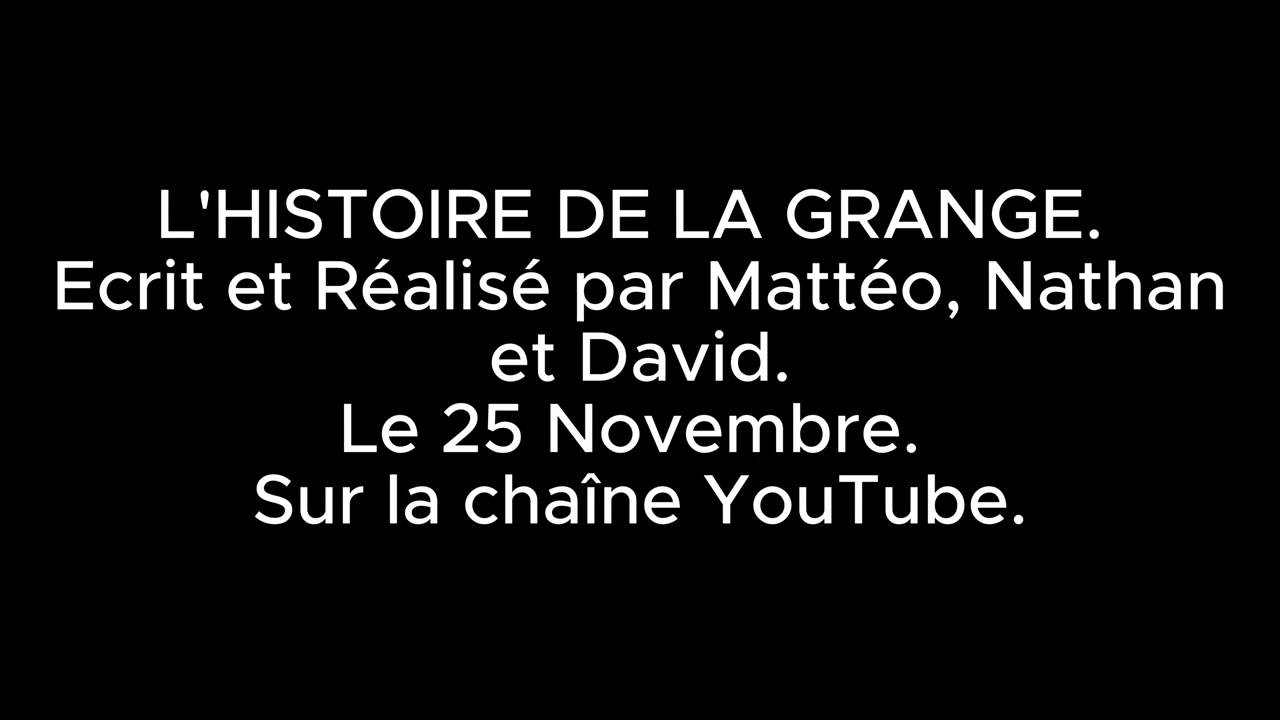 L'HISTOIRE DE LA GRANGE.
Ecrit et Réalisé par Mattéo, Nathan
et David.
Le 25 Novembre.
Sur la chaîne YouTube.